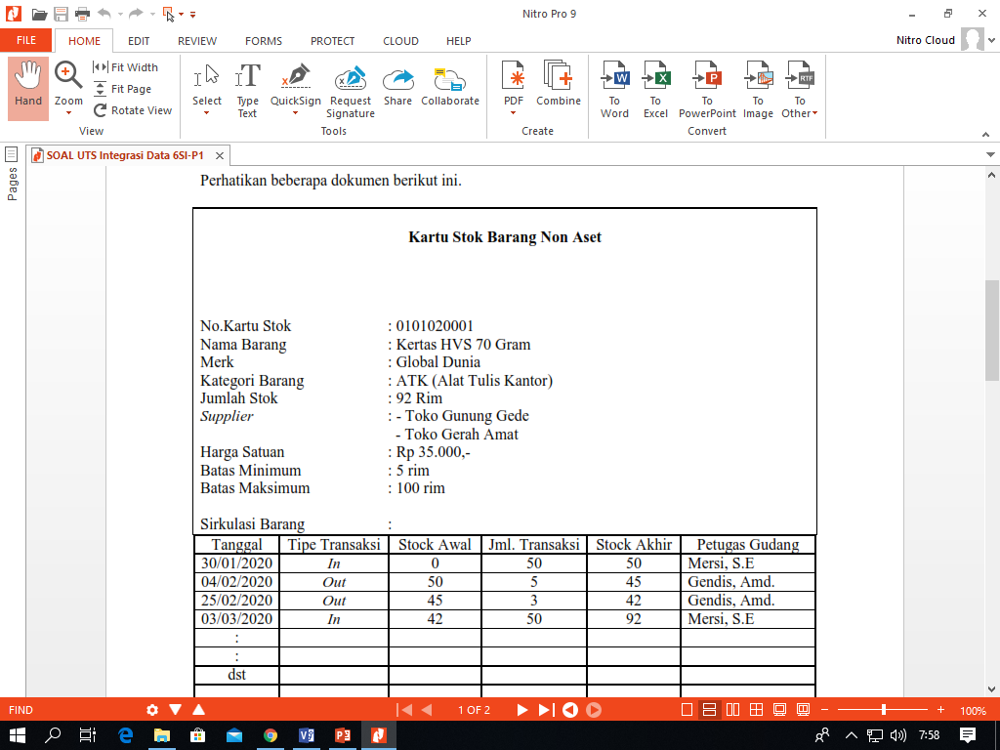 Nitro Pro 9
FILE HOME EDIT REVIEW FORMS PROTECT CLOUD HELP Nitro Cloud
Hand Zoom Fit Width Fit Page Rotate View View
Select Type Text QuickSign Request Signature Share Collaborate Tools
PDF Combine Create
To Word To Excel To PowerPoint To Image To Other Convert
SOAL UTS Integrasi Data 6SI-P1
Pages
Perhatikan beberapa dokumen berikut ini.
Kartu Stok Barang Non Aset
No.Kartu Stok : 0101020001
Nama Barang : Kertas HVS 70 Gram
Merk : Global Dunia
Kategori Barang : ATK (Alat Tulis Kantor)
Jumlah Stok : 92 Rim
Supplier : - Toko Gunung Gede
- Toko Gerah Amat
Harga Satuan : Rp 35.000,-
Batas Minimum : 5 rim
Batas Maksimum : 100 rim
Sirkulasi Barang :
Tanggal Tipe Transaksi Stock Awal Jml. Transaksi Stock Akhir Petugas Gudang
30/01/2020 In 0 50 50 Mersi, S.E
04/02/2020 Out 50 5 45 Gendis, Amd.
25/02/2020 Out 45 3 42 Gendis, Amd.
03/03/2020 In 42 50 92 Mersi, S.E
:
:
dst
FIND 1 OF 2 100%
7:58